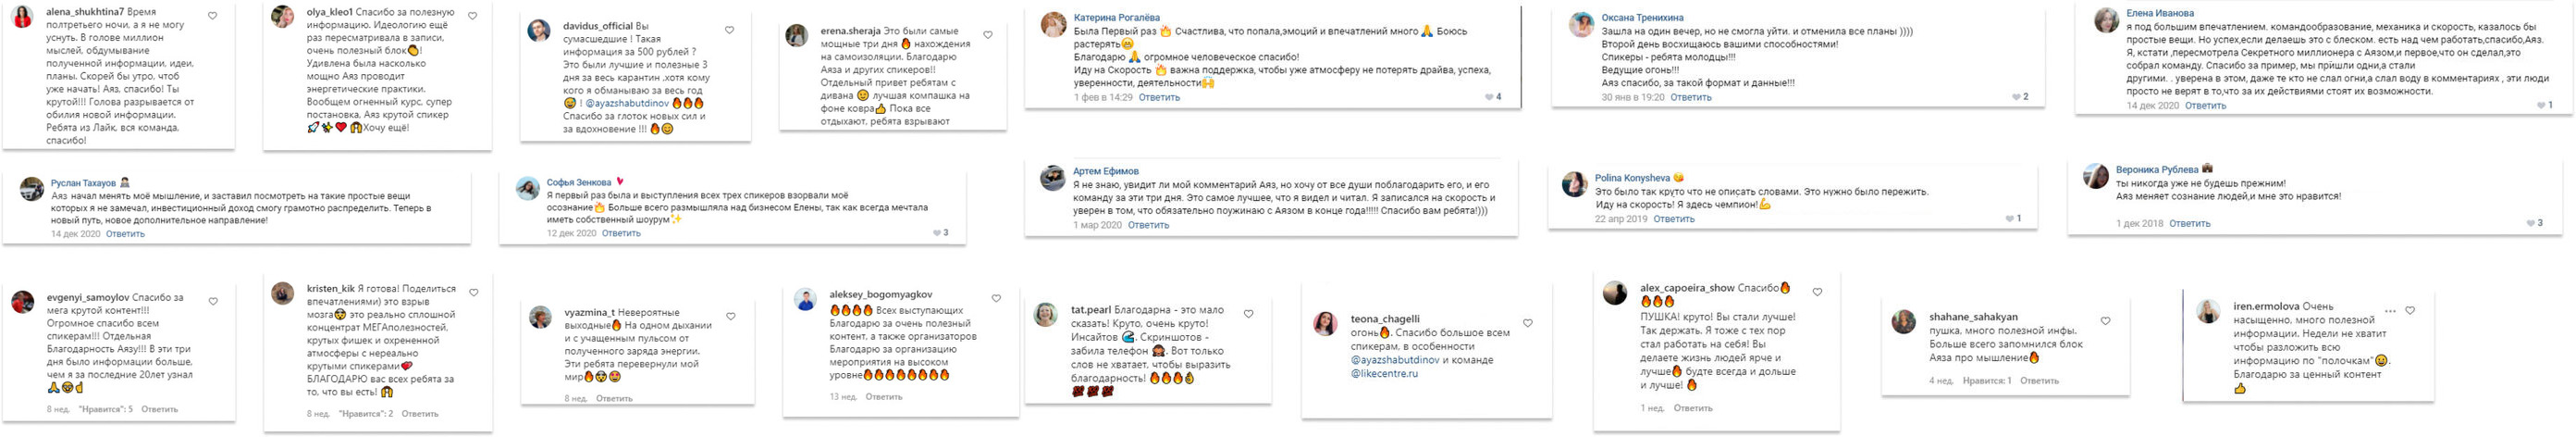 alena_shukhtina7 Время
полтретьего ночи, а я не могу
уснуть. В голове миллион
мыслей, обдумывание
полученной информации, идеи,
планы. Скорей бы утро, чтоб
уже начать! Аяз, спасибо! Ты
крутой!!! Голова разрывается от
обилия новой информации.
Ребята из Лайк, вся команда,
спасибо!
olya_kleo1 Спасибо за полезную
информацию. Идеологию ещё
раз пересматривала в записи,
очень полезный блок👏!
Удивлена была насколько
мощно Аяз проводит
энергетические практики.
Вообщем огненный курс, супер
постановка, Аяз крутой спикер
🚀✨❤️🙌Хочу ещё!
davidus_official Вы
сумасшедшие ! Такая
информация за 500 рублей ?
Это были лучшие и полезные 3
дня за весь карантин ,хотя кому
кого я обманываю за весь год
😅 ! @ayazshabutdinov 🔥🔥🔥
Спасибо за глоток новых сил и
за вдохновение !!! 🔥😊
erena.sheraja Это были самые
мощные три дня 🔥 нахождения
на самоизоляции. Благодарю
Аяза и других спикеров!!
Отдельный привет ребятам с
дивана 😉 лучшая компашка на
фоне ковра👍 Пока все
отдыхают, ребята взрывают
Катерина Рогалёва
Была Первый раз 🔥 Счастлива, что попала,эмоций и впечатлений много 🙏 Боюсь
растерять😁
Благодарю 🙏 огромное человеческое спасибо!
Иду на Скорость 🔥 важна поддержка, чтобы уже атмосферу не потерять драйва, успеха,
уверенности, деятельности🙌
1 фев в 14:29 Ответить
4
Оксана Тренихина
Зашла на один вечер, но не смогла уйти. и отменила все планы ))))
Второй день восхищаюсь вашими способностями!
Спикеры - ребята молодцы!!!
Ведущие огонь!!!
Аяз спасибо, за такой формат и данные!!!
30 янв в 19:20 Ответить
2
Елена Иванова
я под большим впечатлением. командообразование, механика и скорость, казалось бы
простые вещи. Но успех,если делаешь это с блеском. есть над чем работать,спасибо,Аяз.
Я, кстати ,пересмотрела Секретного миллионера с Аязом,и первое,что он сделал,это
собрал команду. Спасибо за пример, мы пришли одни,а стали
другими. . уверена в этом, даже те кто не слал огни,а слал воду в комментариях , эти люди
просто не верят в то,что за их действиями стоят их возможности.
14 дек 2020 Ответить
1
Руслан Тахауов
Аяз начал менять моё мышление, и заставил посмотреть на такие простые вещи
которых я не замечал, инвестиционный доход смогу грамотно распределить. Теперь в
новый путь, новое дополнительное направление!
14 дек 2020 Ответить
Софья Зенкова
Я первый раз была и выступления всех трех спикеров взорвали моё
осознание🔥 Больше всего размышляла над бизнесом Елены, так как всегда мечтала
иметь собственный шоурум✨
12 дек 2020 Ответить
3
Артем Ефимов
Я не знаю, увидит ли мой комментарий Аяз, но хочу от все души поблагодарить его, и его
команду за эти три дня. Это самое лучшее, что я видел и читал. Я записался на скорость и
уверен в том, что обязательно поужинаю с Аязом в конце года!!!!! Спасибо вам ребята!)))
1 мар 2020 Ответить
Polina Konysheva 😘
Это было так круто что не описать словами. Это нужно было пережить.
Иду на скорость! Я здесь чемпион!💪
22 апр 2019 Ответить
1
Вероника Рублева
ты никогда уже не будешь прежним!
Аяз меняет сознание людей,и мне это нравится!
1 дек 2018 Ответить
3
evgenyi_samoylov Спасибо за
мега крутой контент!!!
Огромное спасибо всем
спикерам!!! Отдельная
Благодарность Аязу!!! В эти три
дня было информации больше,
чем я за последние 20лет узнал
8 нед. "Нравится": 5 Ответить
kristen_kik Я готова! Поделиться
впечатлениями) это взрыв
мозга🤯 это реально сплошной
концентрат МЕГАполезностей,
крутых фишек и охрененной
атмосферы с нереально
крутыми спикерами💕
БЛАГОДАРЮ вас всех ребята за
то, что вы есть! 🙌
8 нед. "Нравится": 2 Ответить
vyazmina_t Невероятные
выходные🔥 На одном дыхании
и с учащенным пульсом от
полученного заряда энергии.
Эти ребята перевернули мой
мир🔥🤯😍
8 нед. Ответить
aleksey_bogomyagkov
🔥🔥🔥🔥 Всех выступающих
Благодарю за очень полезный
контент, а также организаторов
Благодарю за организацию
мероприятия на высоком
уровне🔥🔥🔥🔥🔥🔥🔥🔥
13 нед. Ответить
tat.pearl Благодарна - это мало
сказать! Круто, очень круто!
Инсайтов 🌊. Скриншотов -
забила телефон 🙈. Вот только
слов не хватает, чтобы выразить
благодарность! 🔥🔥🔥👌
💯💯💯
teona_chagelli
огонь🔥. Спасибо большое всем
спикерам, в особенности
@ayazshabutdinov и команде
@likecentre.ru
alex_capoeira_show Спасибо🔥
🔥🔥🔥
ПУШКА! круто! Вы стали лучше!
Так держать. Я тоже с тех пор
стал работать на себя! Вы
делаете жизнь людей ярче и
лучше🔥 будте всегда и дольше
и лучше! 🔥
1 нед. Ответить
shahane_sahakyan
пушка, много полезной инфы.
Больше всего запомнился блок
Аяза про мышление🔥
4 нед. Нравится: 1 Ответить
iren.ermolova Очень
насыщенно, много полезной
информации. Недели не хватит
чтобы разложить всю
информацию по "полочкам"😉.
Благодарю за ценный контент
👍